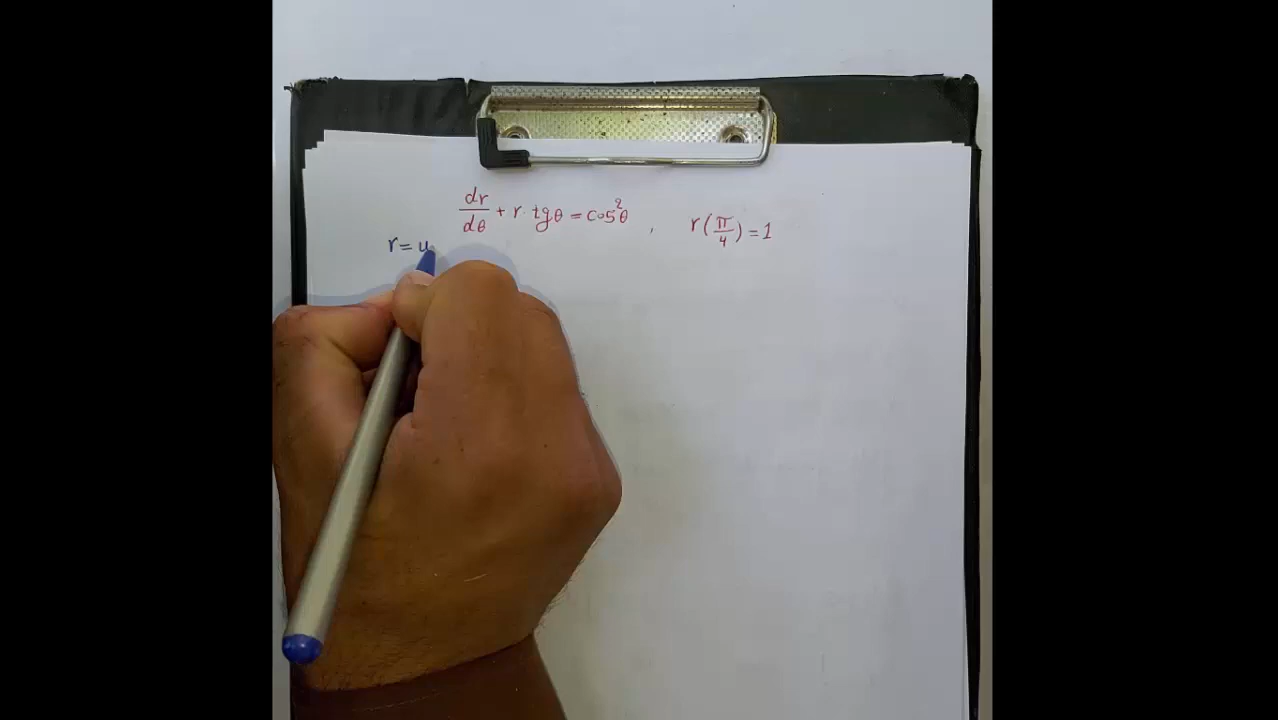 dr/dθ + r · tgθ = cos²θ , r(π/4) = 1
r = u